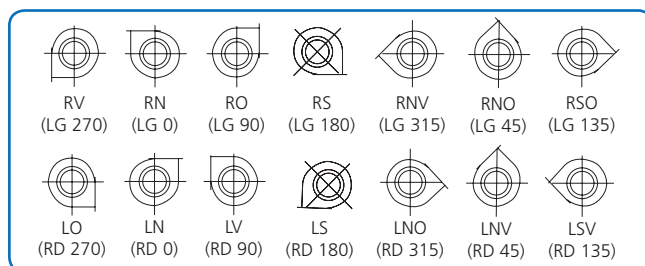 RV RN RO RS RNV RNO RSO
(LG 270) (LG 0) (LG 90) (LG 180) (LG 315) (LG 45) (LG 135)
LO LN LV LS LNO LNV LSV
(RD 270) (RD 0) (RD 90) (RD 180) (RD 315) (RD 45) (RD 135)